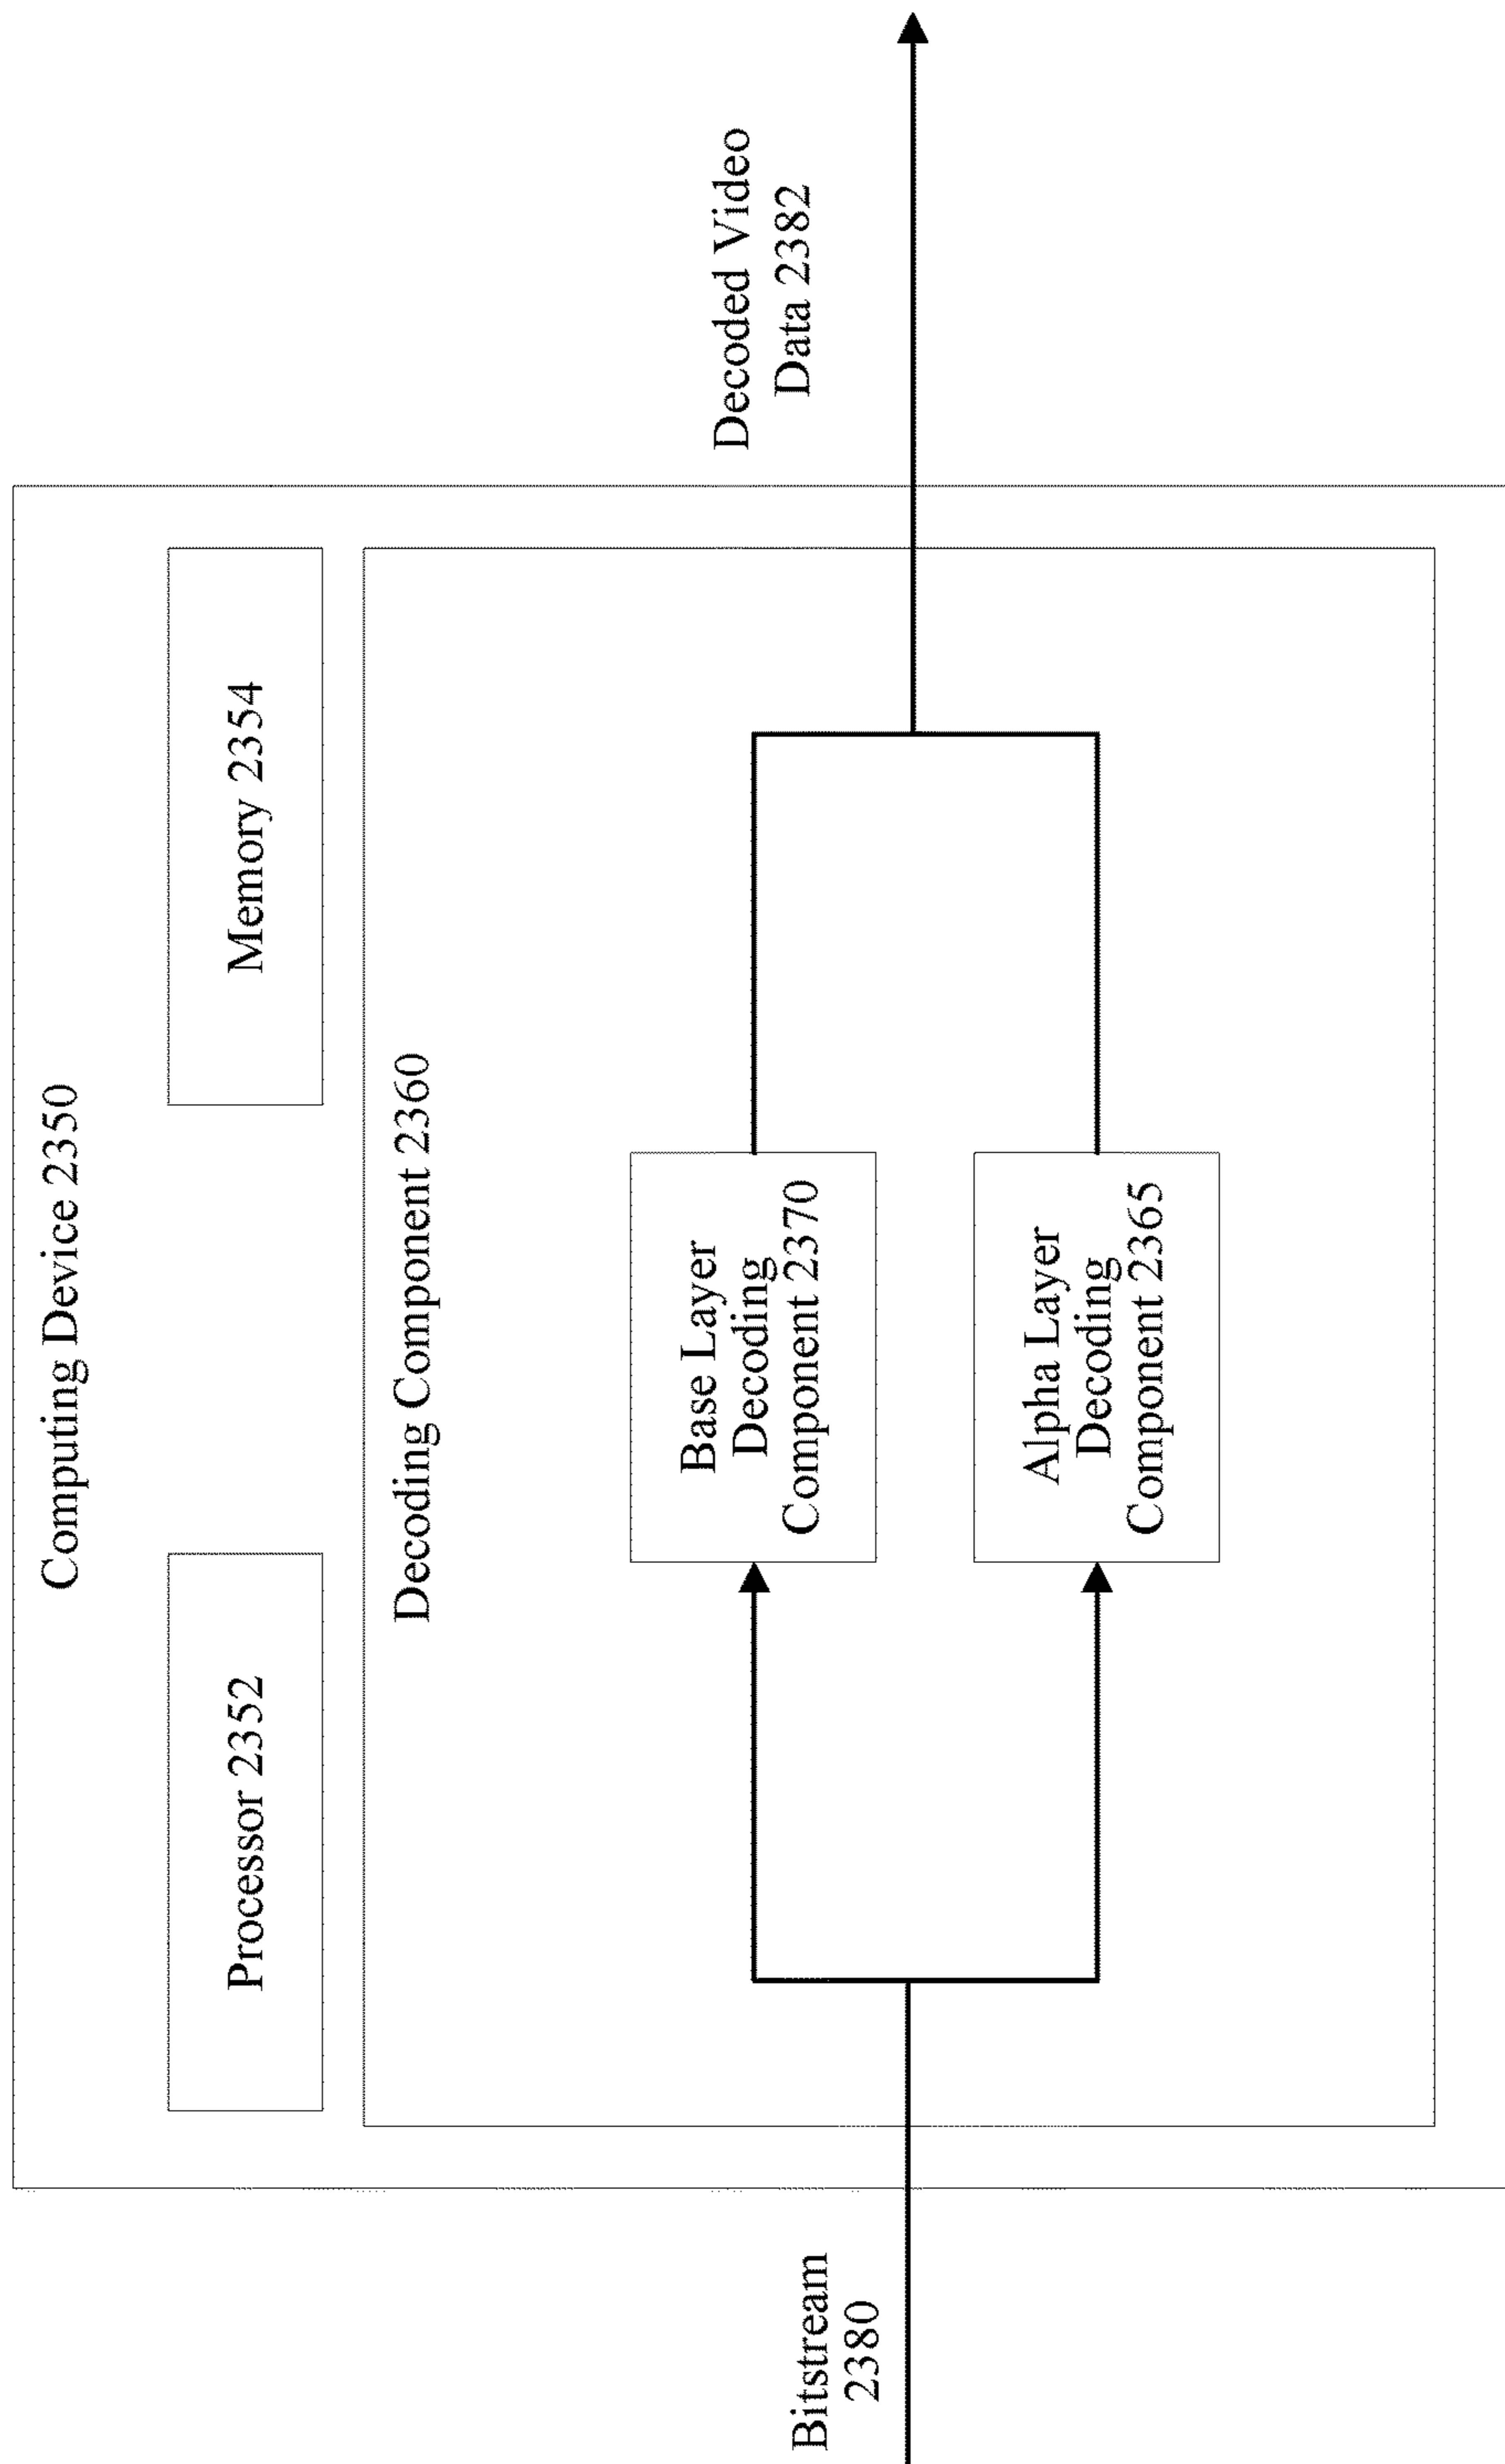 Computing Device 2350
Processor 2352
Memory 2354
Decoding Component 2360
Base Layer
Decoding
Component 2370
Alpha Layer
Decoding
Component 2365
Bitstream
2380
Decoded Video
Data 2382